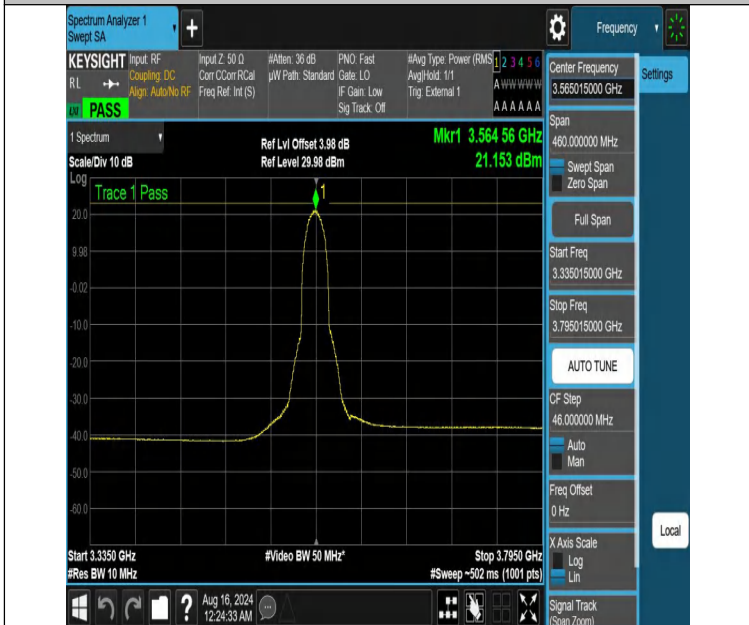 Spectrum Analyzer 1
Swept SA
+
Frequency
KEYSIGHT
RL
PASS
Input: RF
Coupling: DC
Align: Auto/No RF
Input Z: 50 Ω
Corr CCorr RCal
Freq Ref: Int (S)
#Atten: 36 dB
µW Path: Standard
PNO: Fast
Gate: LO
IF Gain: Low
Sig Track: Off
#Avg Type: Power (RMS
Avg|Hold: 1/1
Trig: External 1
1 2 3 4 5 6
A W W W W W
A A A A A A
1 Spectrum
Scale/Div 10 dB
Ref Lvl Offset 3.98 dB
Ref Level 29.98 dBm
Mkr1 3.564 56 GHz
21.153 dBm
Log
Trace 1 Pass
1
20.0
9.98
-0.02
-10.0
-20.0
-30.0
-40.0
-50.0
-60.0
Start 3.3350 GHz
#Res BW 10 MHz
#Video BW 50 MHz*
Stop 3.7950 GHz
#Sweep ~502 ms (1001 pts)
?
Aug 16, 2024
12:24:33 AM
Center Frequency
3.565015000 GHz
Settings
Span
460.000000 MHz
Swept Span
Zero Span
Full Span
Start Freq
3.335015000 GHz
Stop Freq
3.795015000 GHz
AUTO TUNE
CF Step
46.000000 MHz
Auto
Man
Freq Offset
0 Hz
Local
X Axis Scale
Log
Lin
Signal Track
(Span Zoom)